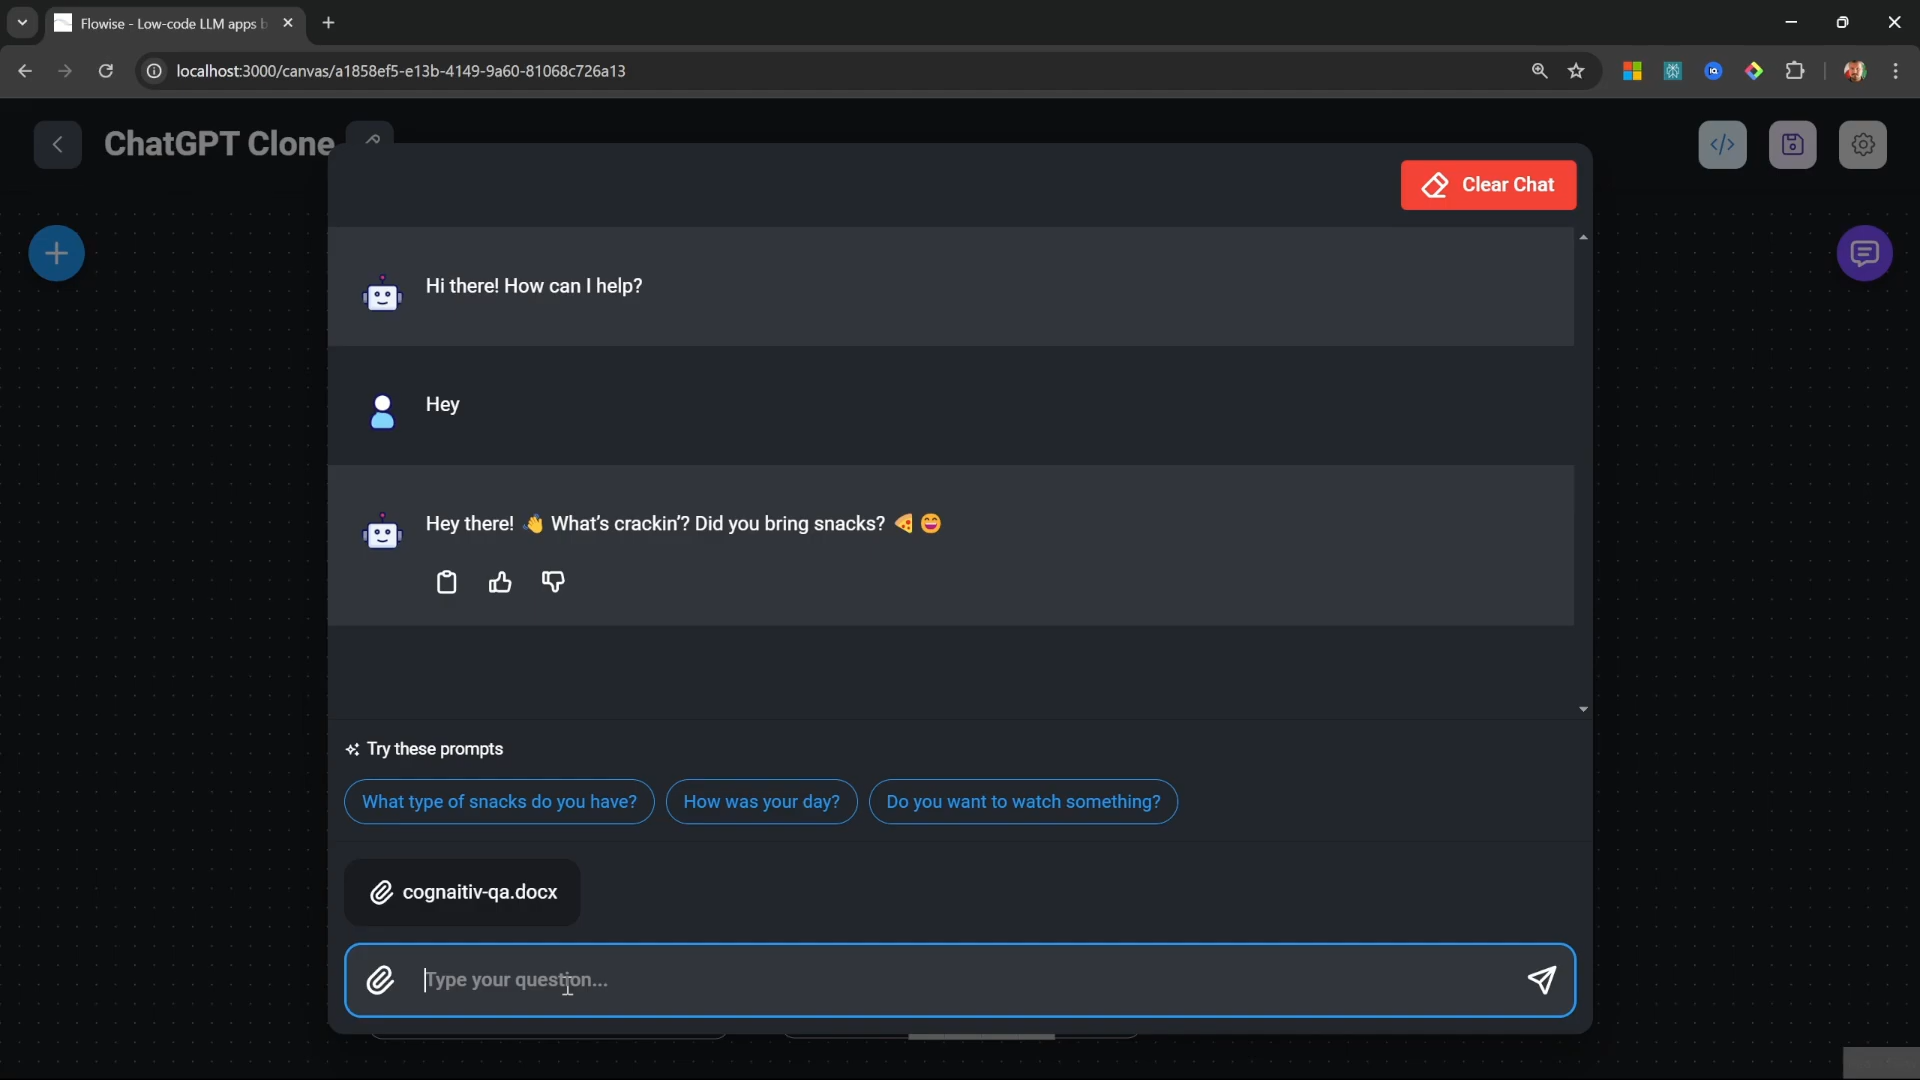 Flowise - Low-code LLM apps b
localhost:3000/canvas/a1858ef5-e13b-4149-9a60-81068c726a13
ChatGPT Clone
Clear Chat
Hi there! How can I help?
Hey
Hey there! 👋 What's crackin'? Did you bring snacks? 🍕 😄
Try these prompts
What type of snacks do you have?
How was your day?
Do you want to watch something?
cognaitiv-qa.docx
Type your question...